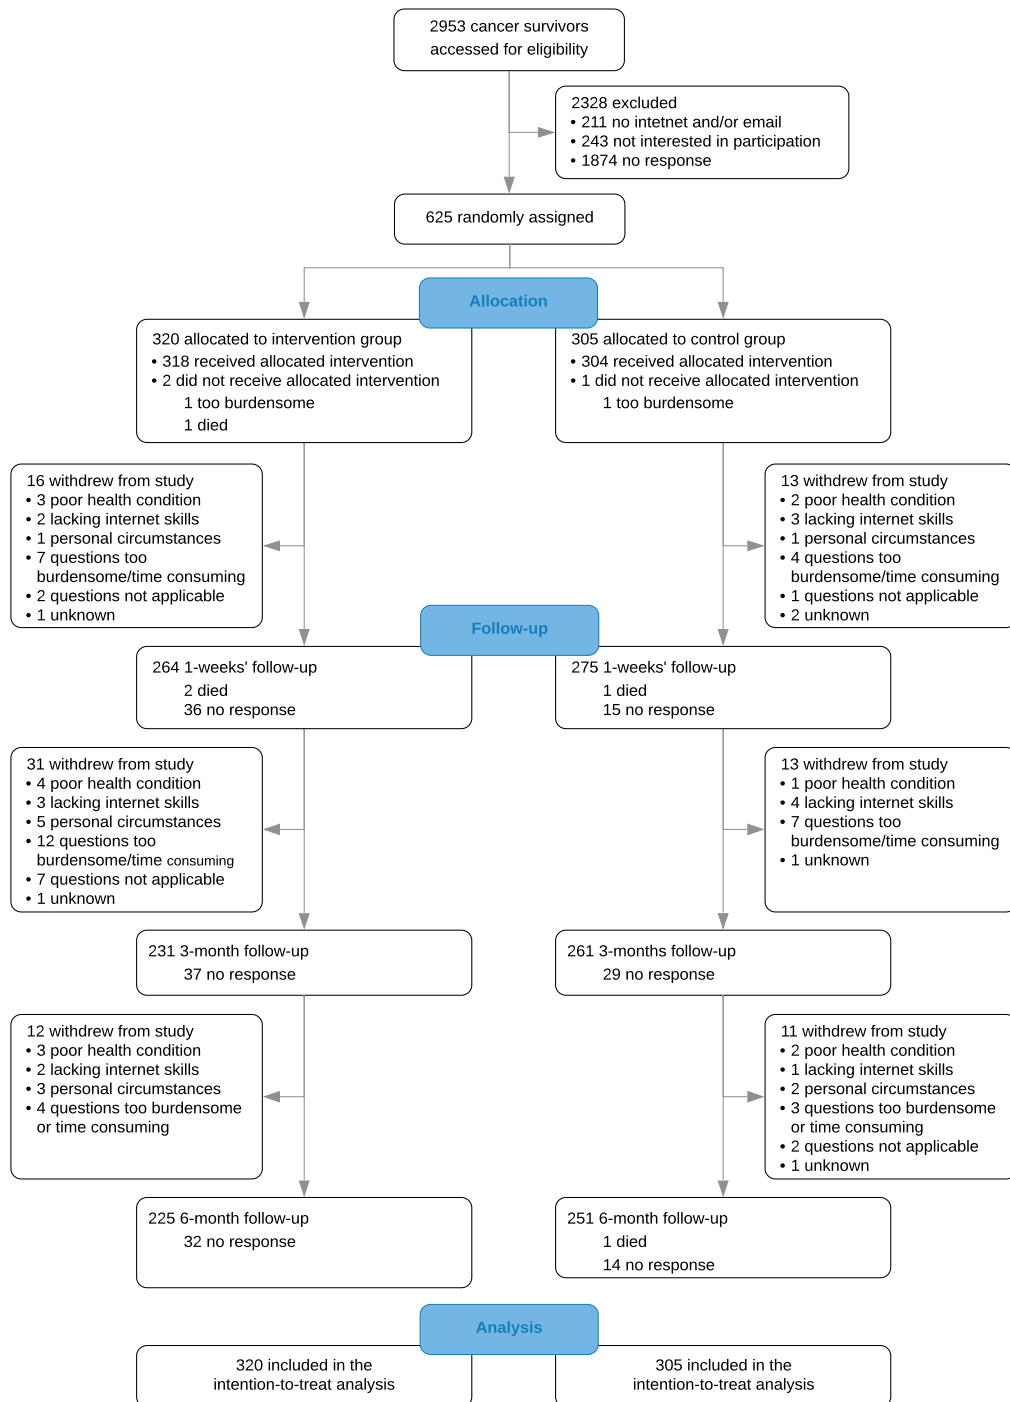 2953 cancer survivors
accessed for eligibility
2328 excluded
• 211 no intetnet and/or email
• 243 not interested in participation
• 1874 no response
625 randomly assigned
Allocation
320 allocated to intervention group
• 318 received allocated intervention
• 2 did not receive allocated intervention
1 too burdensome
1 died
305 allocated to control group
• 304 received allocated intervention
• 1 did not receive allocated intervention
1 too burdensome
16 withdrew from study
• 3 poor health condition
• 2 lacking internet skills
• 1 personal circumstances
• 7 questions too
burdensome/time consuming
• 2 questions not applicable
• 1 unknown
13 withdrew from study
• 2 poor health condition
• 3 lacking internet skills
• 1 personal circumstances
• 4 questions too
burdensome/time consuming
• 1 questions not applicable
• 2 unknown
Follow-up
264 1-weeks' follow-up
2 died
36 no response
275 1-weeks' follow-up
1 died
15 no response
31 withdrew from study
• 4 poor health condition
• 3 lacking internet skills
• 5 personal circumstances
• 12 questions too
burdensome/time consuming
• 7 questions not applicable
• 1 unknown
13 withdrew from study
• 1 poor health condition
• 4 lacking internet skills
• 7 questions too
burdensome/time consuming
• 1 unknown
231 3-month follow-up
37 no response
261 3-months follow-up
29 no response
12 withdrew from study
• 3 poor health condition
• 2 lacking internet skills
• 3 personal circumstances
• 4 questions too burdensome
or time consuming
11 withdrew from study
• 2 poor health condition
• 1 lacking internet skills
• 2 personal circumstances
• 3 questions too burdensome
or time consuming
• 2 questions not applicable
• 1 unknown
225 6-month follow-up
32 no response
251 6-month follow-up
1 died
14 no response
Analysis
320 included in the
intention-to-treat analysis
305 included in the
intention-to-treat analysis